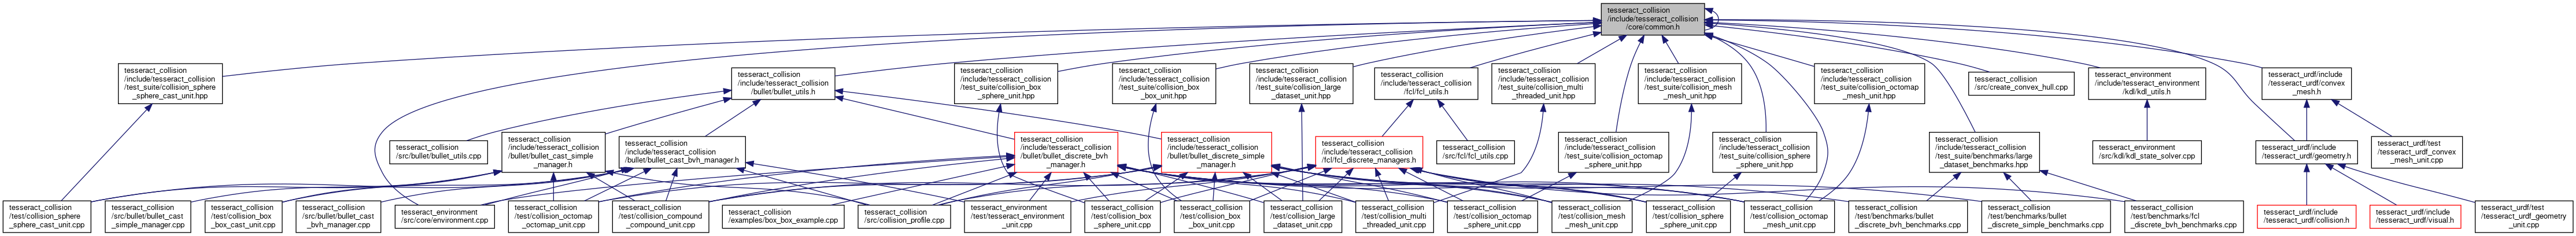 tesseract_collision
/include/tesseract_collision
/core/common.h
tesseract_collision
/include/tesseract_collision
/test_suite/collision_sphere
_sphere_cast_unit.hpp
tesseract_collision
/include/tesseract_collision
/bullet/bullet_utils.h
tesseract_collision
/include/tesseract_collision
/test_suite/collision_box
_sphere_unit.hpp
tesseract_collision
/include/tesseract_collision
/test_suite/collision_box
_box_unit.hpp
tesseract_collision
/include/tesseract_collision
/test_suite/collision_large
_dataset_unit.hpp
tesseract_collision
/include/tesseract_collision
/fcl/fcl_utils.h
tesseract_collision
/include/tesseract_collision
/test_suite/collision_multi
_threaded_unit.hpp
tesseract_collision
/include/tesseract_collision
/test_suite/collision_mesh
_mesh_unit.hpp
tesseract_collision
/include/tesseract_collision
/test_suite/collision_octomap
_mesh_unit.hpp
tesseract_collision
/src/create_convex_hull.cpp
tesseract_environment
/include/tesseract_environment
/kdl/kdl_utils.h
tesseract_urdf/include
/tesseract_urdf/convex
_mesh.h
tesseract_collision
/src/bullet/bullet_utils.cpp
tesseract_collision
/include/tesseract_collision
/bullet/bullet_cast_simple
_manager.h
tesseract_collision
/include/tesseract_collision
/bullet/bullet_cast_bvh_manager.h
tesseract_collision
/include/tesseract_collision
/bullet/bullet_discrete_bvh
_manager.h
tesseract_collision
/include/tesseract_collision
/bullet/bullet_discrete_simple
_manager.h
tesseract_collision
/include/tesseract_collision
/fcl/fcl_discrete_managers.h
tesseract_collision
/src/fcl/fcl_utils.cpp
tesseract_collision
/include/tesseract_collision
/test_suite/collision_octomap
_sphere_unit.hpp
tesseract_collision
/include/tesseract_collision
/test_suite/collision_sphere
_sphere_unit.hpp
tesseract_collision
/include/tesseract_collision
/test_suite/benchmarks/large
_dataset_benchmarks.hpp
tesseract_environment
/src/kdl/kdl_state_solver.cpp
tesseract_urdf/include
/tesseract_urdf/geometry.h
tesseract_urdf/test
/tesseract_urdf_convex
_mesh_unit.cpp
tesseract_collision
/test/collision_sphere
_sphere_cast_unit.cpp
tesseract_collision
/src/bullet/bullet_cast
_simple_manager.cpp
tesseract_collision
/test/collision_box
_box_cast_unit.cpp
tesseract_collision
/src/bullet/bullet_cast
_bvh_manager.cpp
tesseract_environment
/src/core/environment.cpp
tesseract_collision
/test/collision_octomap
_octomap_unit.cpp
tesseract_collision
/test/collision_compound
_compound_unit.cpp
tesseract_collision
/examples/box_box_example.cpp
tesseract_collision
/src/collision_profile.cpp
tesseract_environment
/test/tesseract_environment
_unit.cpp
tesseract_collision
/test/collision_box
_sphere_unit.cpp
tesseract_collision
/test/collision_box
_box_unit.cpp
tesseract_collision
/test/collision_large
_dataset_unit.cpp
tesseract_collision
/test/collision_multi
_threaded_unit.cpp
tesseract_collision
/test/collision_octomap
_sphere_unit.cpp
tesseract_collision
/test/collision_mesh
_mesh_unit.cpp
tesseract_collision
/test/collision_sphere
_sphere_unit.cpp
tesseract_collision
/test/collision_octomap
_mesh_unit.cpp
tesseract_collision
/test/benchmarks/bullet
_discrete_bvh_benchmarks.cpp
tesseract_collision
/test/benchmarks/bullet
_discrete_simple_benchmarks.cpp
tesseract_collision
/test/benchmarks/fcl
_discrete_bvh_benchmarks.cpp
tesseract_urdf/include
/tesseract_urdf/collision.h
tesseract_urdf/include
/tesseract_urdf/visual.h
tesseract_urdf/test
/tesseract_urdf_geometry
_unit.cpp